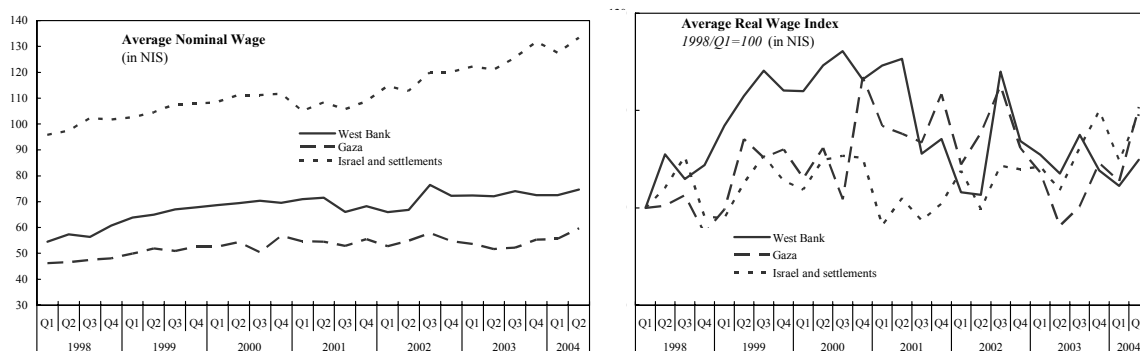 140
130
120
110
100
90
80
70
60
50
40
30
Average Nominal Wage
(in NIS)
West Bank
Gaza
Israel and settlements
Q1 Q2 Q3 Q4 Q1 Q2 Q3 Q4 Q1 Q2 Q3 Q4 Q1 Q2 Q3 Q4 Q1 Q2 Q3 Q4 Q1 Q2 Q3 Q4 Q1 Q2
1998 1999 2000 2001 2002 2003 2004
Average Real Wage Index
1998/Q1=100 (in NIS)
West Bank
Gaza
Israel and settlements
Q1 Q2 Q3 Q4 Q1 Q2 Q3 Q4 Q1 Q2 Q3 Q4 Q1 Q2 Q3 Q4 Q1 Q2 Q3 Q4 Q1 Q2 Q3 Q4 Q1 Q2
1998 1999 2000 2001 2002 2003 2004